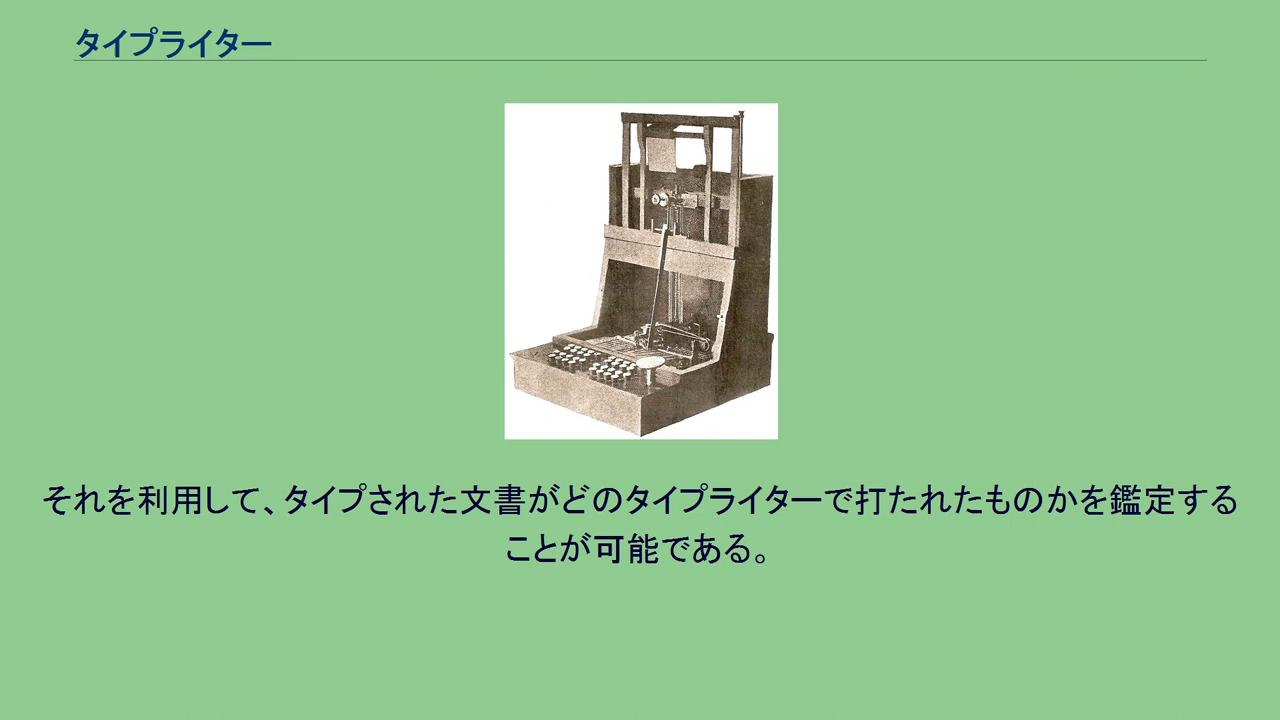 タイプライター
それを利用して、タイプされた文書がどのタイプライターで打たれたものかを鑑定する
ことが可能である。